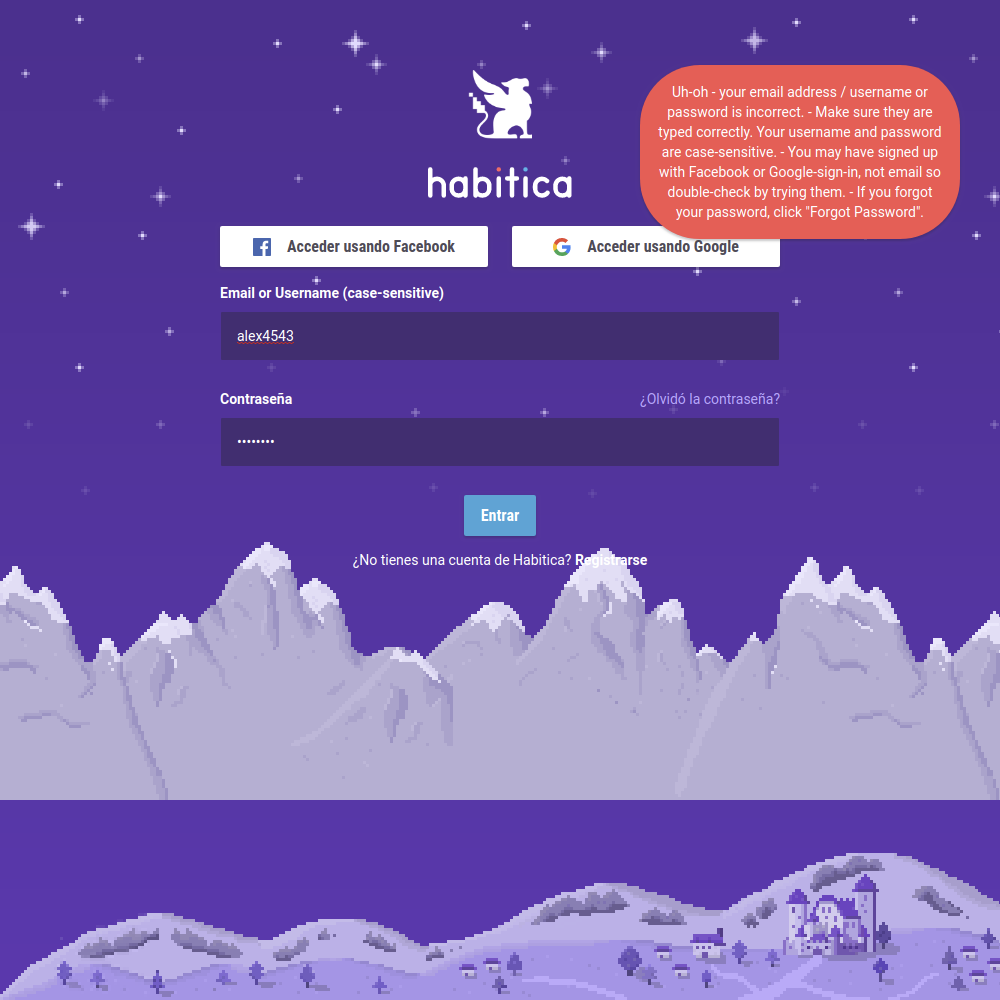 Uh-oh - your email address / username or
password is incorrect. - Make sure they are
typed correctly. Your username and password
are case-sensitive. - You may have signed up
with Facebook or Google-sign-in, not email so
double-check by trying them. - If you forgot
your password, click "Forgot Password".
habitica
Acceder usando Facebook
Acceder usando Google
Email or Username (case-sensitive)
alex4543
Contraseña
¿Olvidó la contraseña?
••••••••
Entrar
¿No tienes una cuenta de Habitica? Registrarse